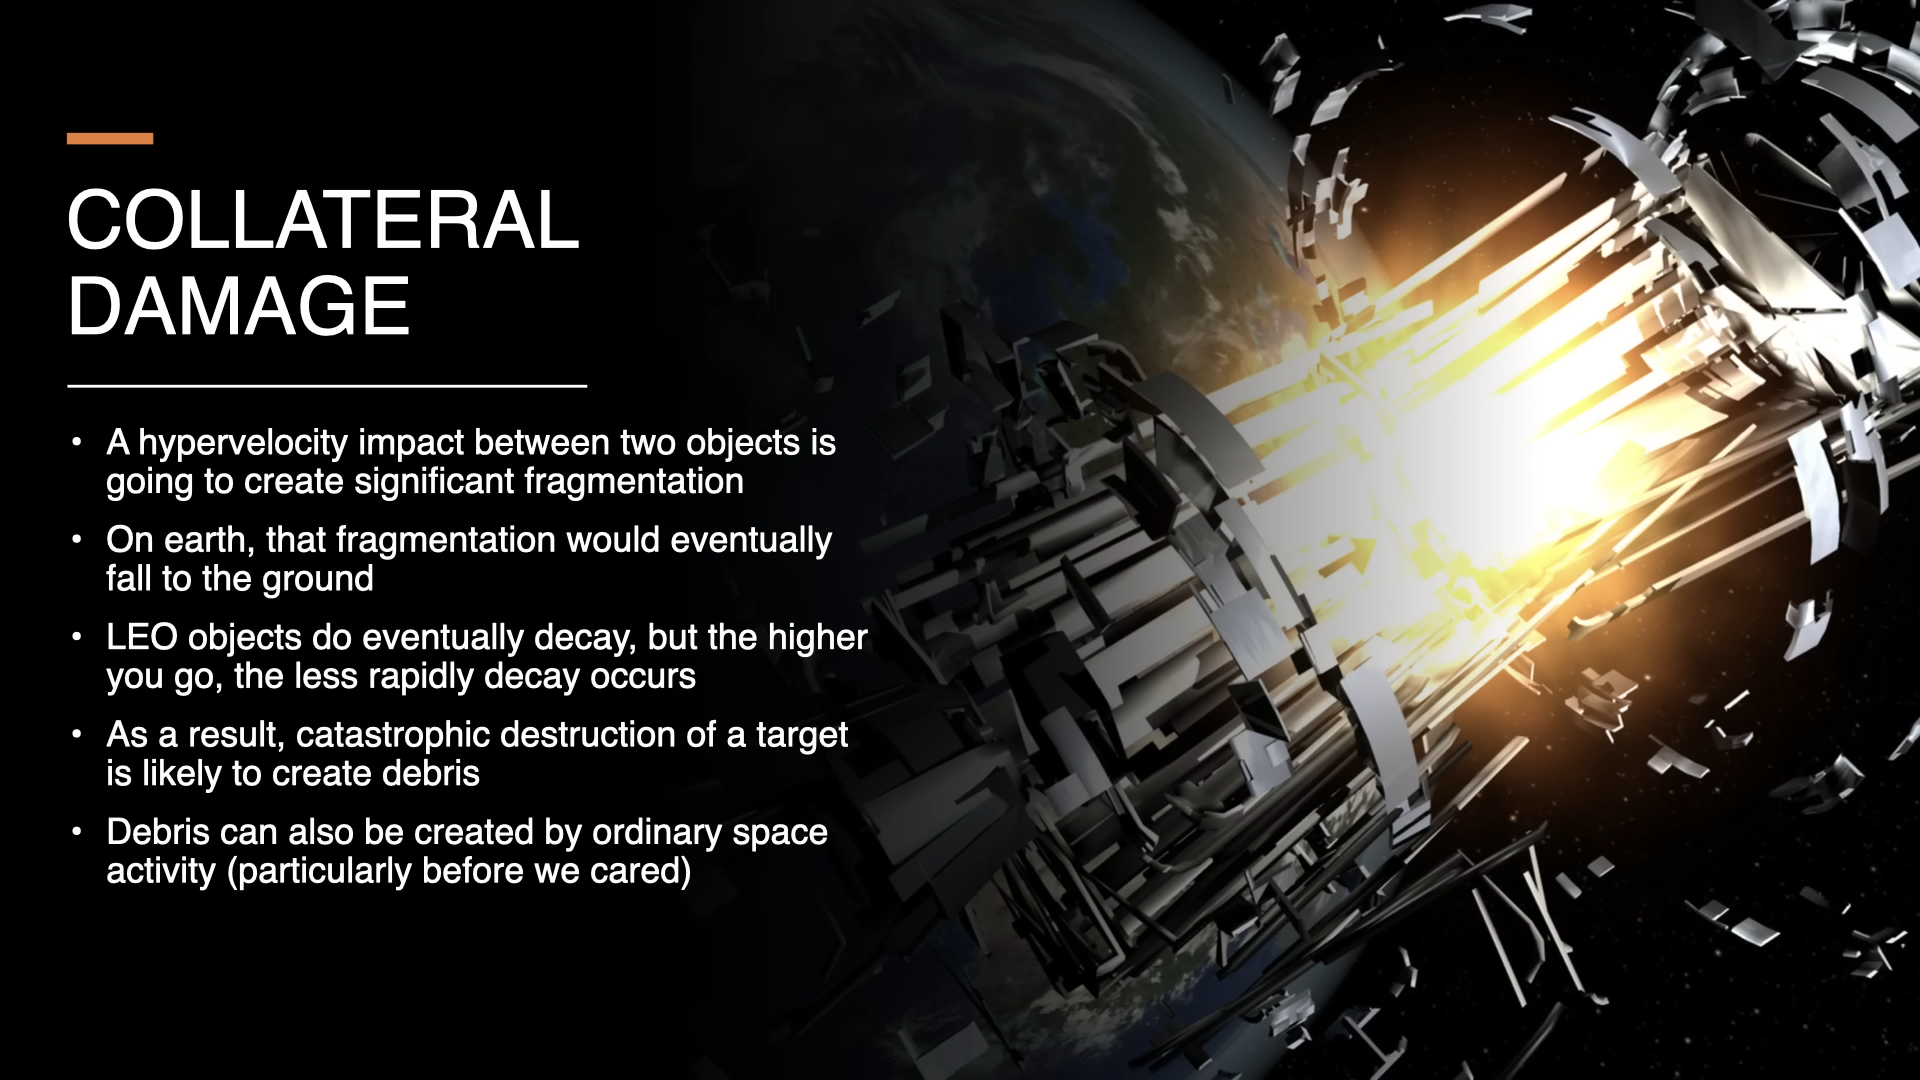 COLLATERAL
DAMAGE
• A hypervelocity impact between two objects is
going to create significant fragmentation
• On earth, that fragmentation would eventually
fall to the ground
• LEO objects do eventually decay, but the higher
you go, the less rapidly decay occurs
• As a result, catastrophic destruction of a target
is likely to create debris
• Debris can also be created by ordinary space
activity (particularly before we cared)